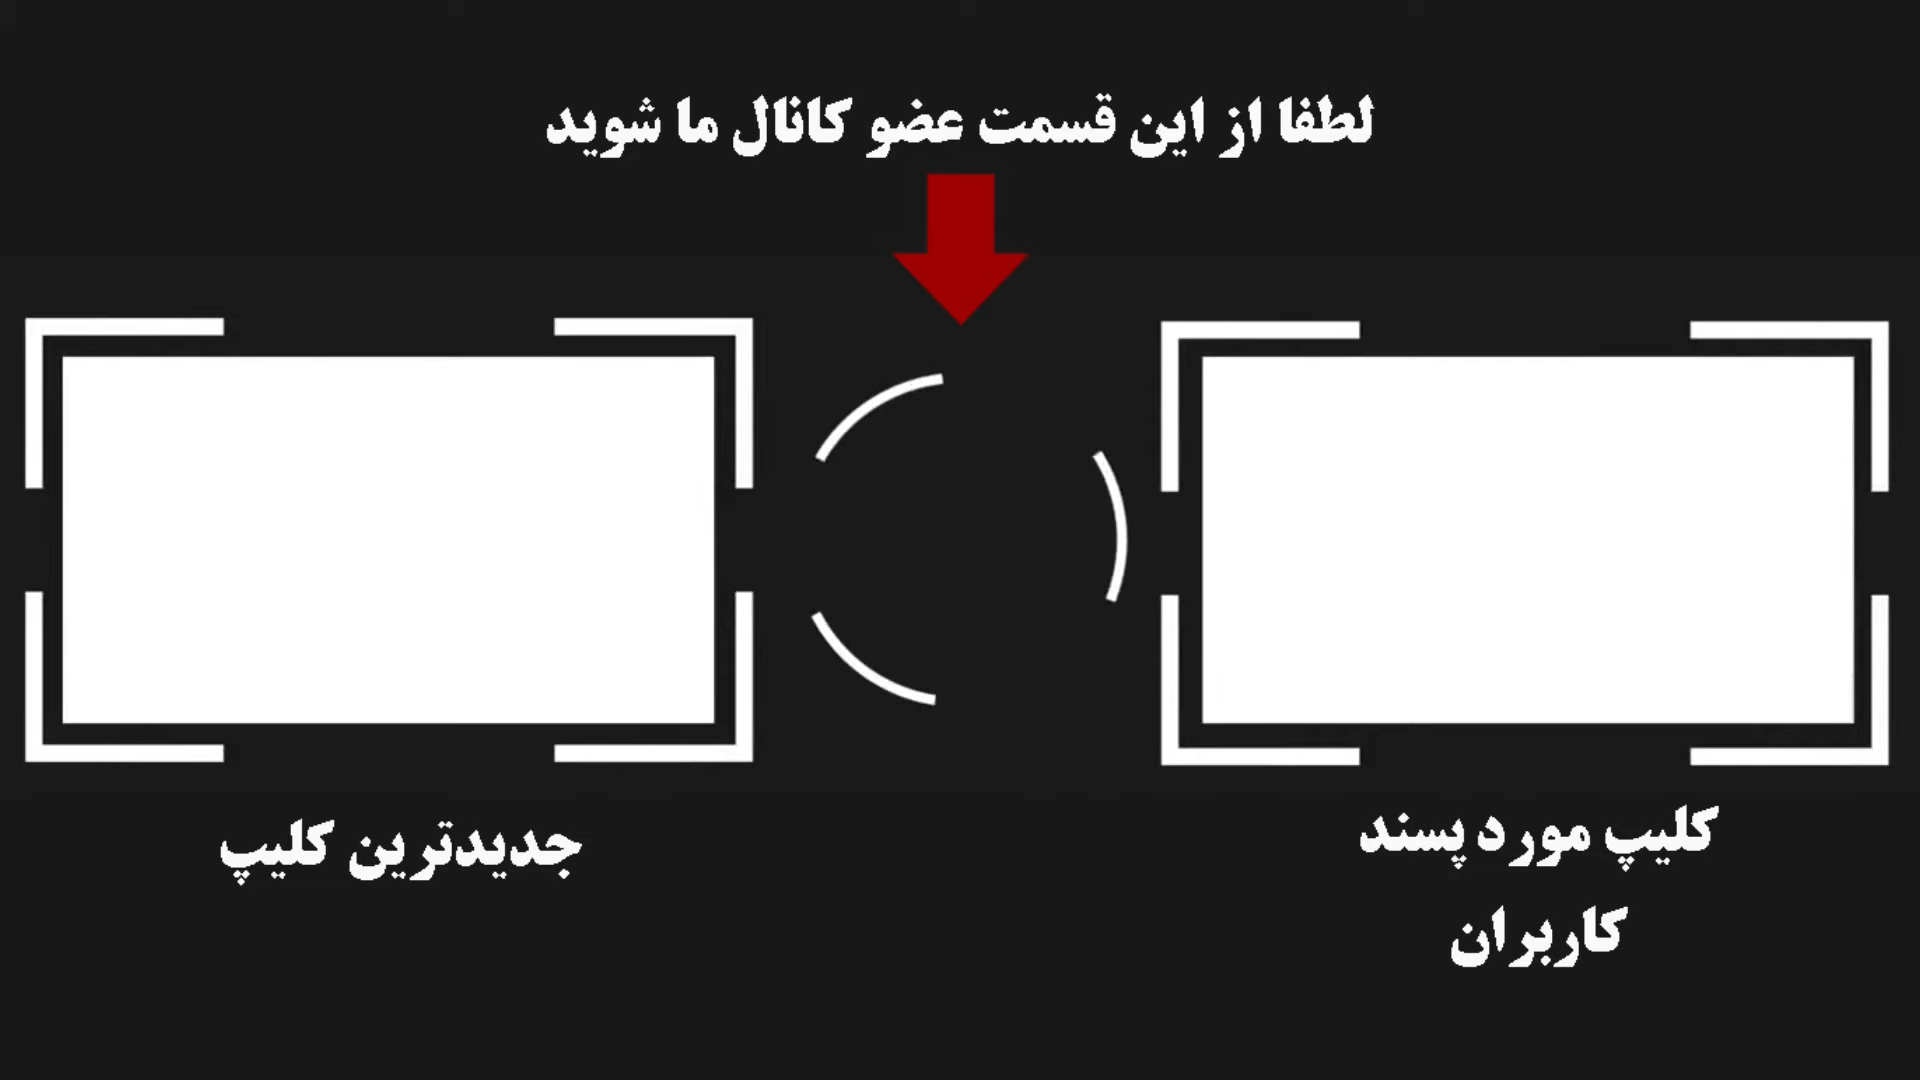 لطفا از این قسمت عضو کانال ما شوید
کلیپ مورد پسند
کاربران
جدیدترین کلیپ